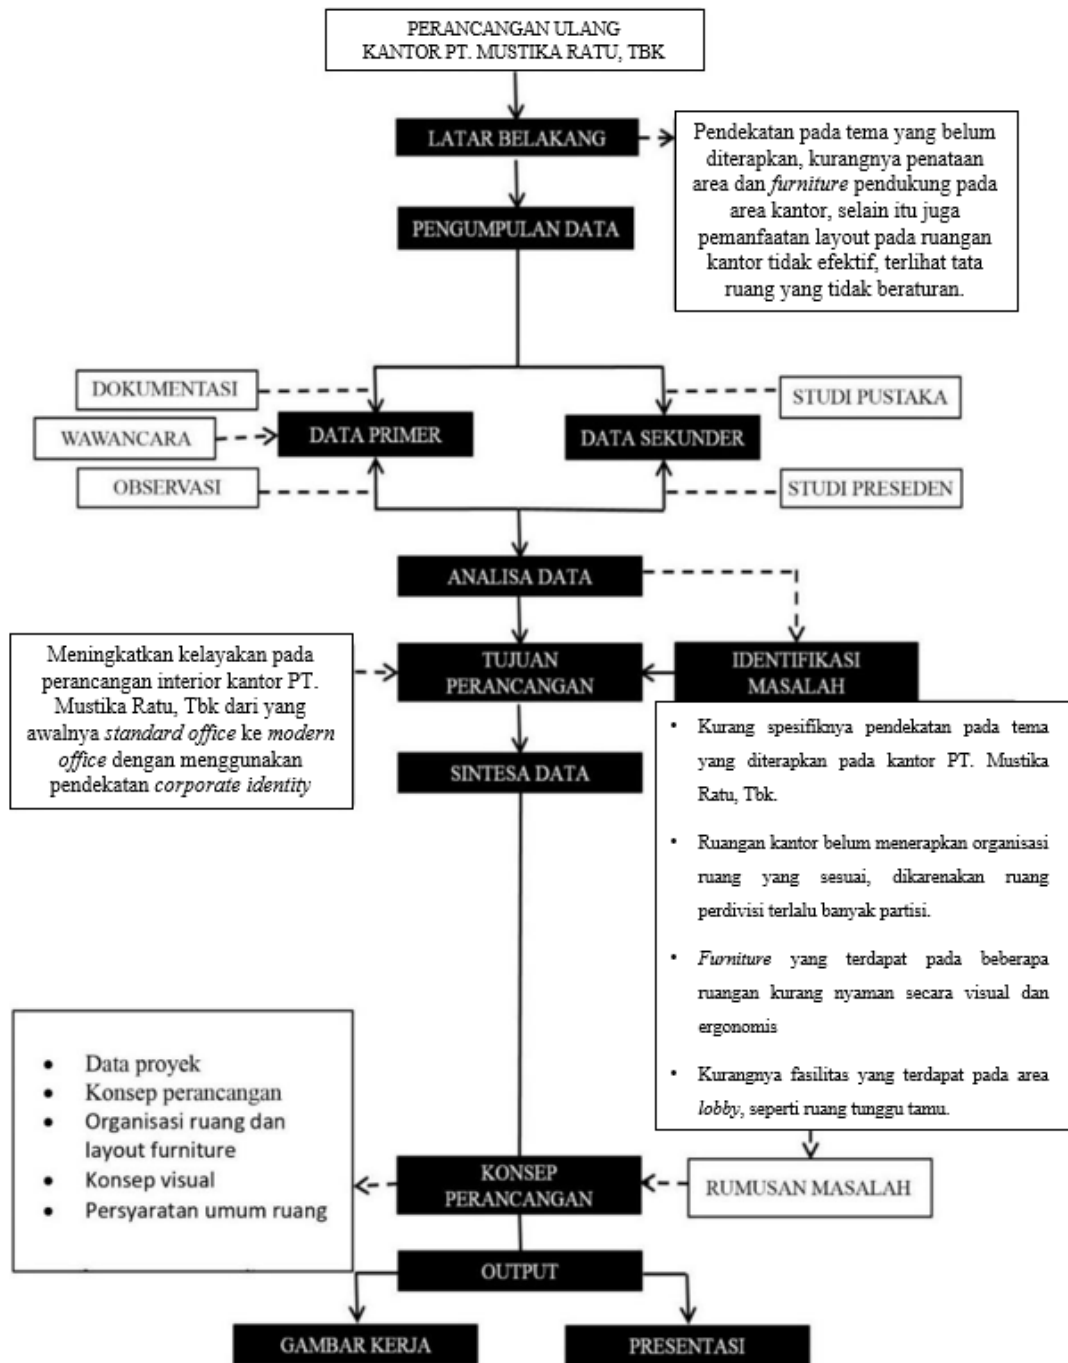 PERANCANGAN ULANG
KANTOR PT. MUSTIKA RATU, TBK
LATAR BELAKANG
Pendekatan pada tema yang belum
diterapkan, kurangnya penataan
area dan furniture pendukung pada
area kantor, selain itu juga
pemanfaatan layout pada ruangan
kantor tidak efektif, terlihat tata
ruang yang tidak beraturan.
PENGUMPULAN DATA
DOKUMENTASI
WAWANCARA
OBSERVASI
DATA PRIMER
DATA SEKUNDER
STUDI PUSTAKA
STUDI PRESEDEN
ANALISA DATA
Meningkatkan kelayakan pada
perancangan interior kantor PT.
Mustika Ratu, Tbk dari yang
awalnya standard office ke modern
office dengan menggunakan
pendekatan corporate identity
TUJUAN
PERANCANGAN
IDENTIFIKASI
MASALAH
SINTESA DATA
• Kurang spesifiknya pendekatan pada tema
yang diterapkan pada kantor PT. Mustika
Ratu, Tbk.
• Ruangan kantor belum menerapkan organisasi
ruang yang sesuai, dikarenakan ruang
perdivisi terlalu banyak partisi.
• Furniture yang terdapat pada beberapa
ruangan kurang nyaman secara visual dan
ergonomis
• Kurangnya fasilitas yang terdapat pada area
lobby, seperti ruang tunggu tamu.
• Data proyek
• Konsep perancangan
• Organisasi ruang dan
layout furniture
• Konsep visual
• Persyaratan umum ruang
KONSEP
PERANCANGAN
RUMUSAN MASALAH
OUTPUT
GAMBAR KERJA
PRESENTASI